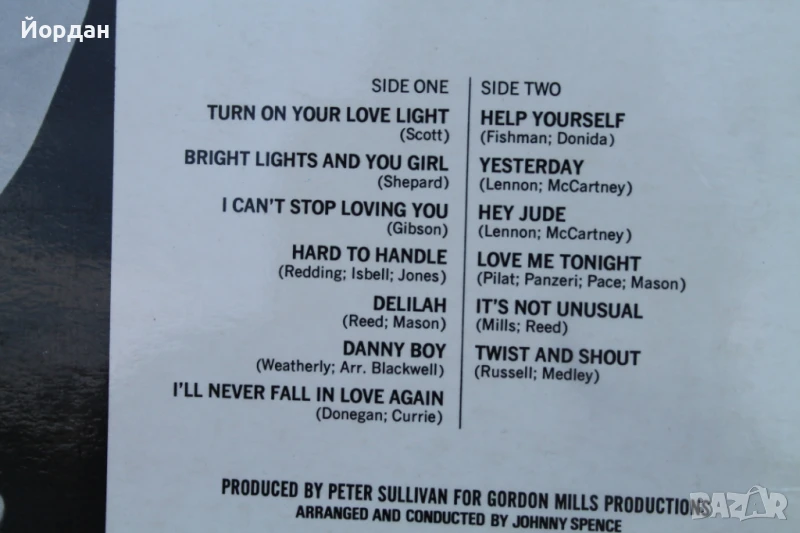 Йордан
SIDE ONE
TURN ON YOUR LOVE LIGHT
(Scott)
BRIGHT LIGHTS AND YOU GIRL
(Shepard)
I CAN'T STOP LOVING YOU
(Gibson)
HARD TO HANDLE
(Redding; Isbell; Jones)
DELILAH
(Reed; Mason)
DANNY BOY
(Weatherly; Arr. Blackwell)
I'LL NEVER FALL IN LOVE AGAIN
(Donegan; Currie)
SIDE TWO
HELP YOURSELF
(Fishman; Donida)
YESTERDAY
(Lennon; McCartney)
HEY JUDE
(Lennon; McCartney)
LOVE ME TONIGHT
(Pilat; Panzeri; Pace; Mason)
IT'S NOT UNUSUAL
(Mills; Reed)
TWIST AND SHOUT
(Russell; Medley)
PRODUCED BY PETER SULLIVAN FOR GORDON MILLS PRODUCTIONS
ARRANGED AND CONDUCTED BY JOHNNY SPENCE
BAZAR